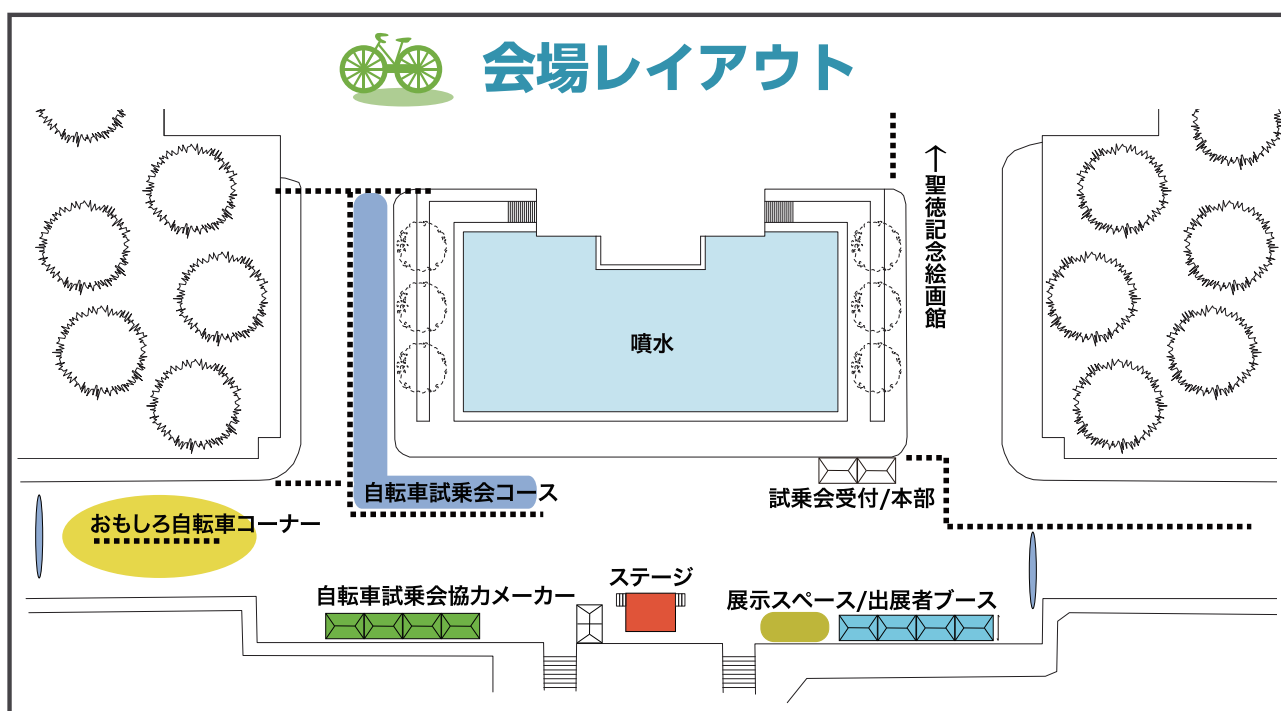 会場レイアウト
↑聖徳記念絵画館
噴水
自転車試乗会コース
試乗会受付/本部
おもしろ自転車コーナー
ステージ
自転車試乗会協力メーカー
展示スペース/出展者ブース